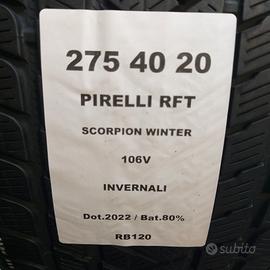 275 40 20
PIRELLI RFT
SCORPION WINTER
106V
INVERNALI
Dot.2022 / Bat.80%
RB120
subito